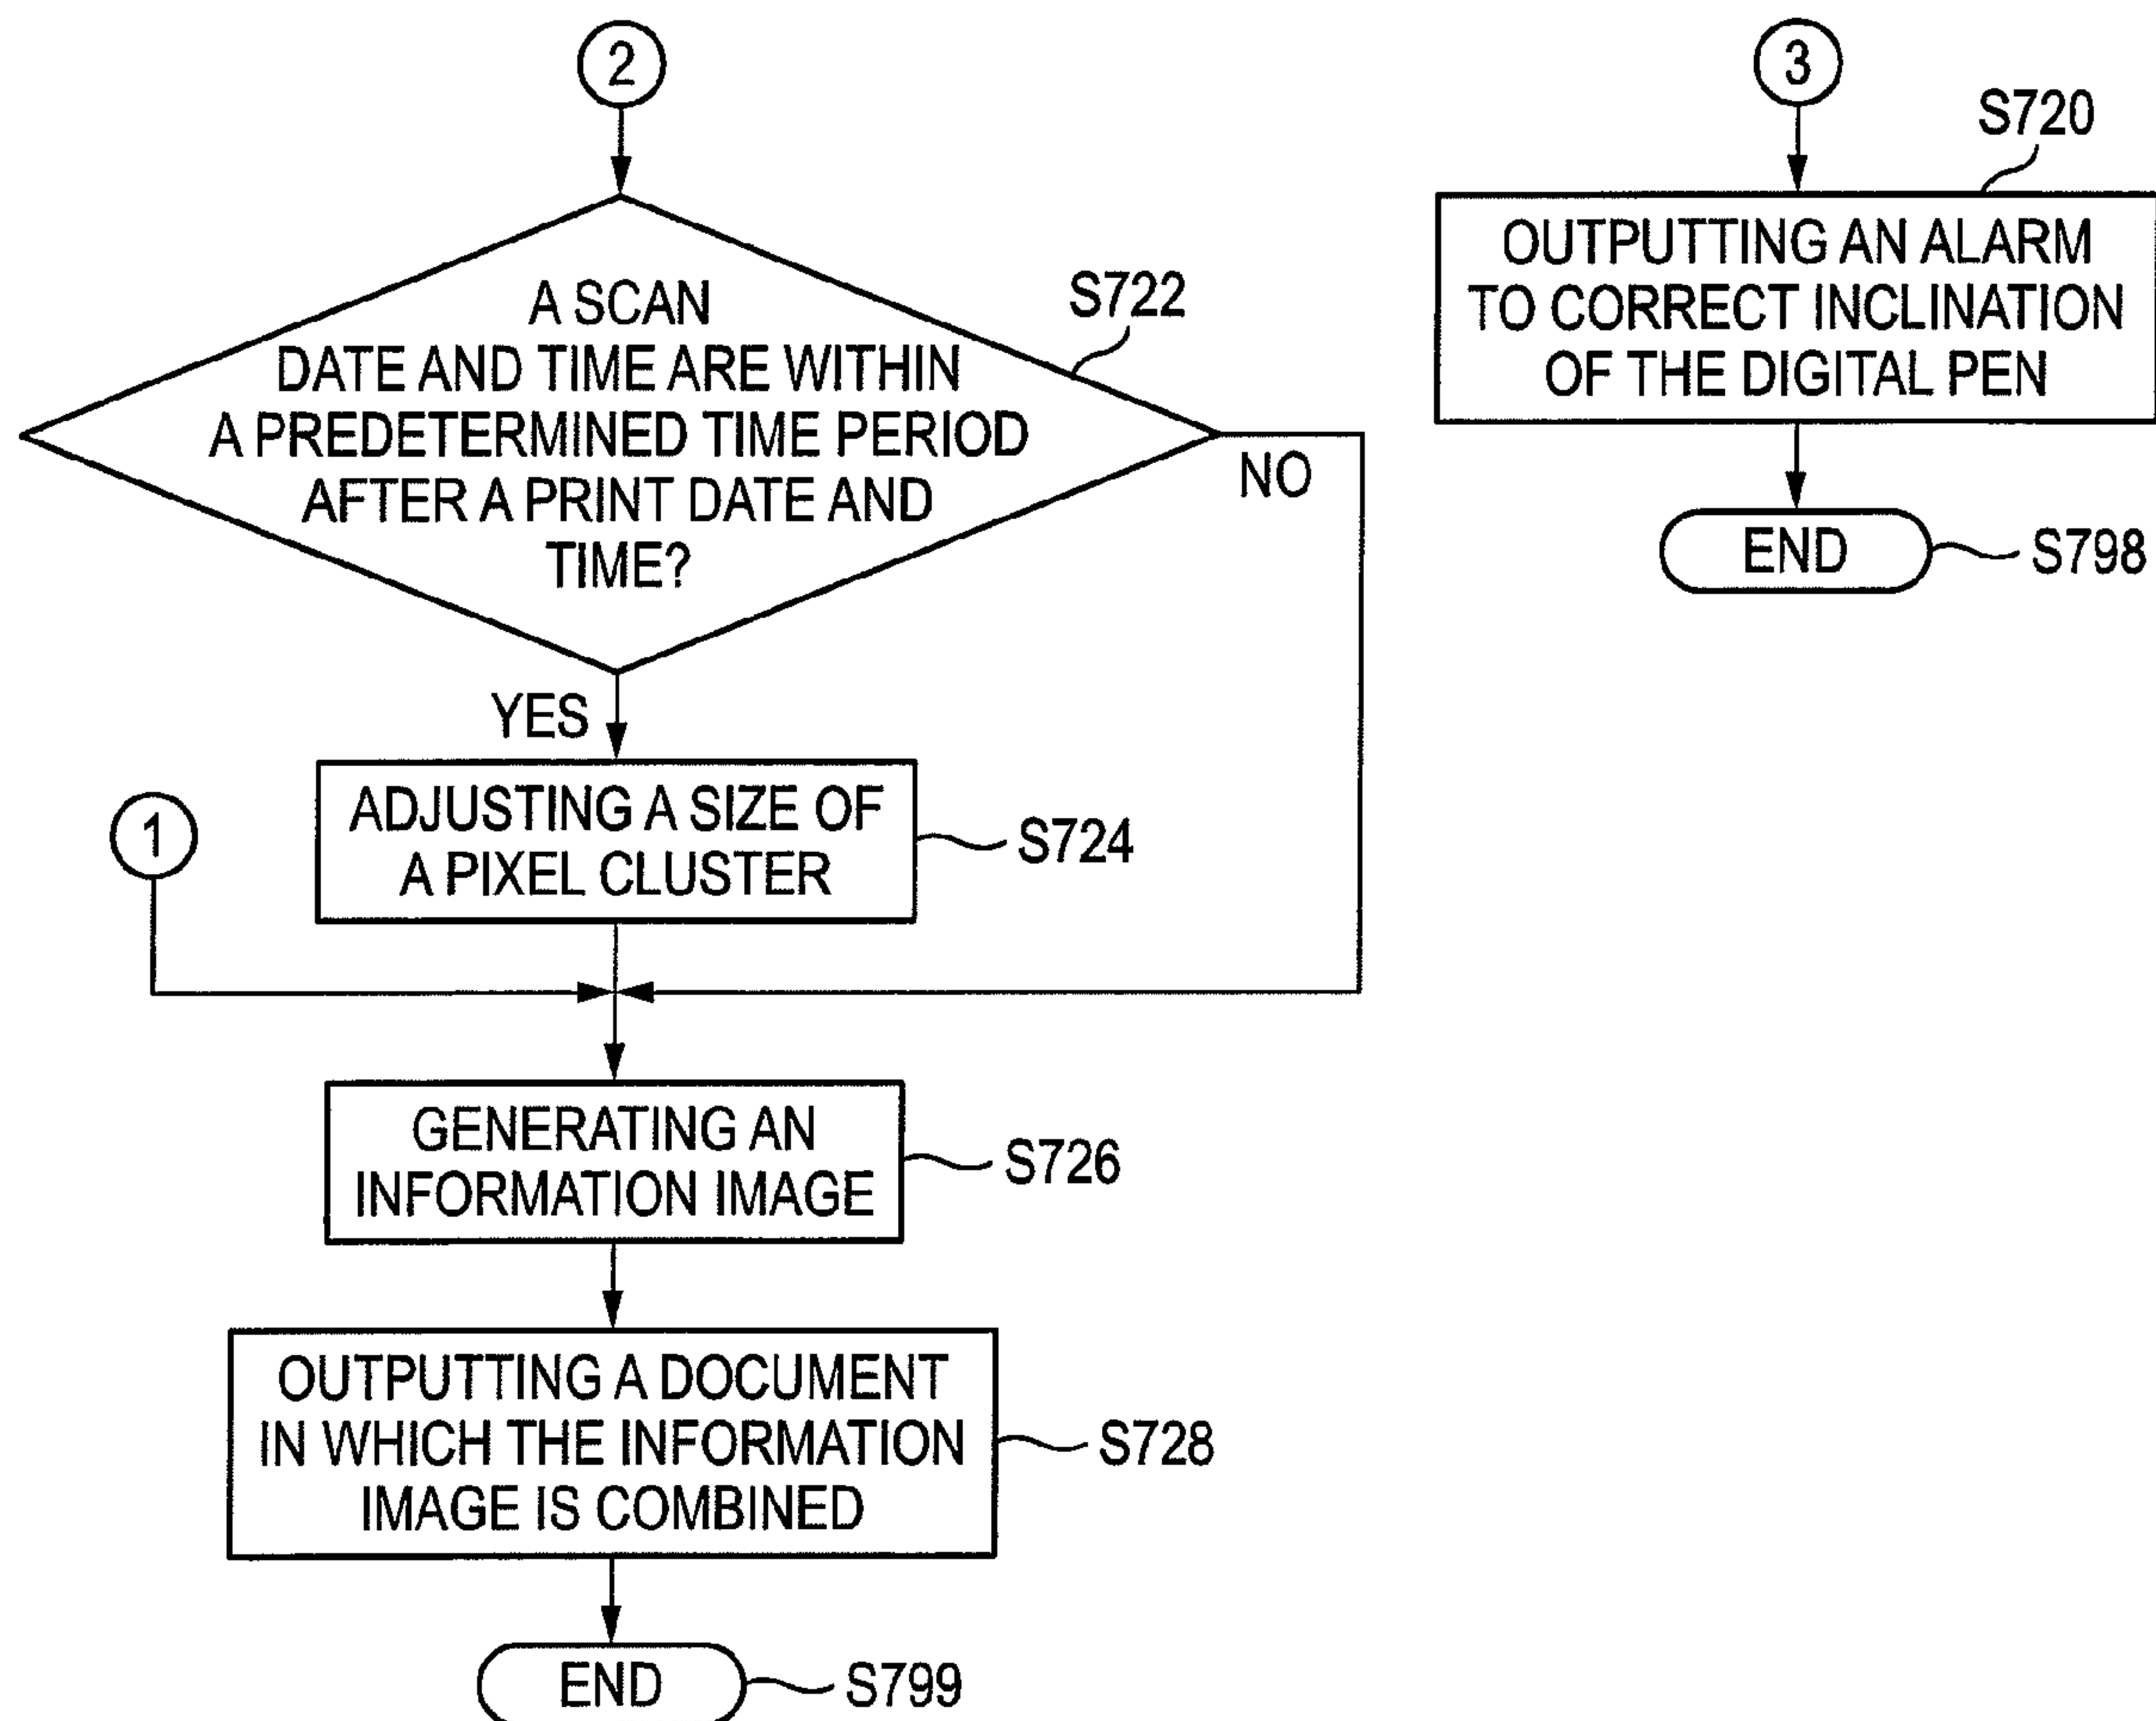 2
A SCAN
DATE AND TIME ARE WITHIN
A PREDETERMINED TIME PERIOD
AFTER A PRINT DATE AND
TIME?
S722
NO
YES
ADJUSTING A SIZE OF
A PIXEL CLUSTER
S724
1
GENERATING AN
INFORMATION IMAGE
S726
OUTPUTTING A DOCUMENT
IN WHICH THE INFORMATION
IMAGE IS COMBINED
S728
END
S799
3
S720
OUTPUTTING AN ALARM
TO CORRECT INCLINATION
OF THE DIGITAL PEN
END
S798